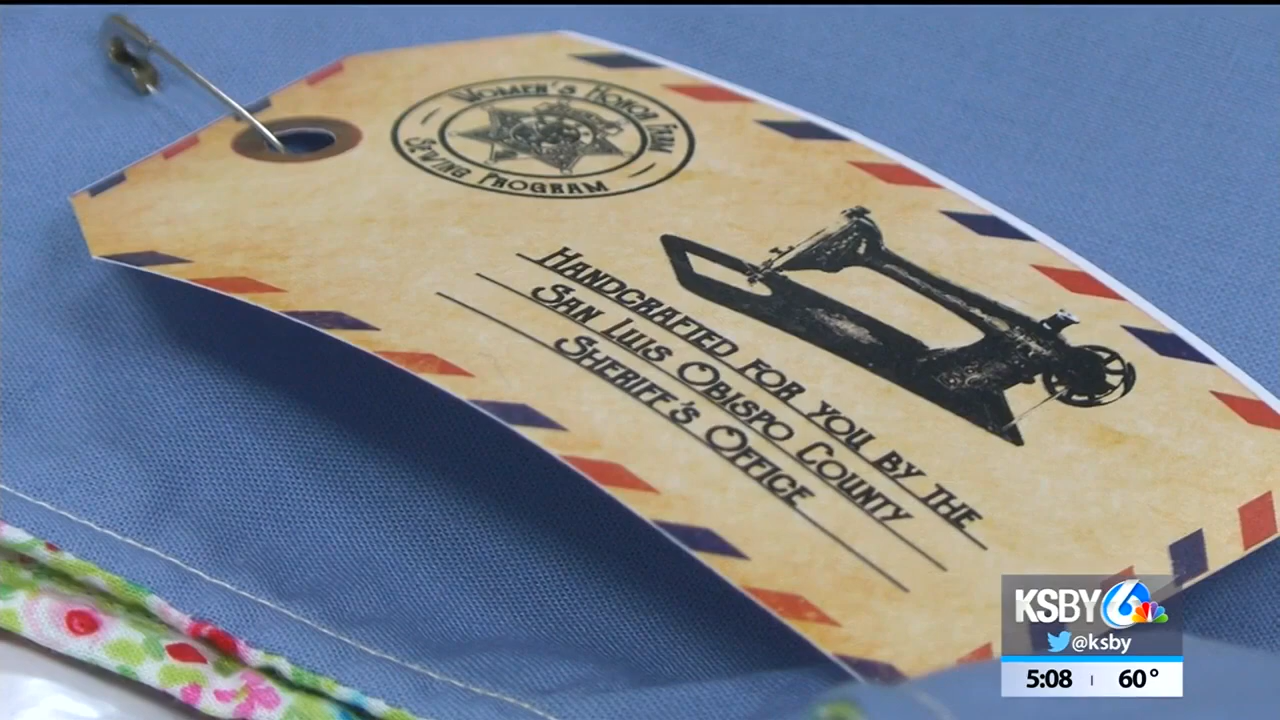 WOMEN'S HONOR FARM
SEWING PROGRAM
HANDCRAFTED FOR YOU BY THE
SAN LUIS OBISPO COUNTY
SHERIFF'S OFFICE
KSBY 6
@ksby
5:08 60°